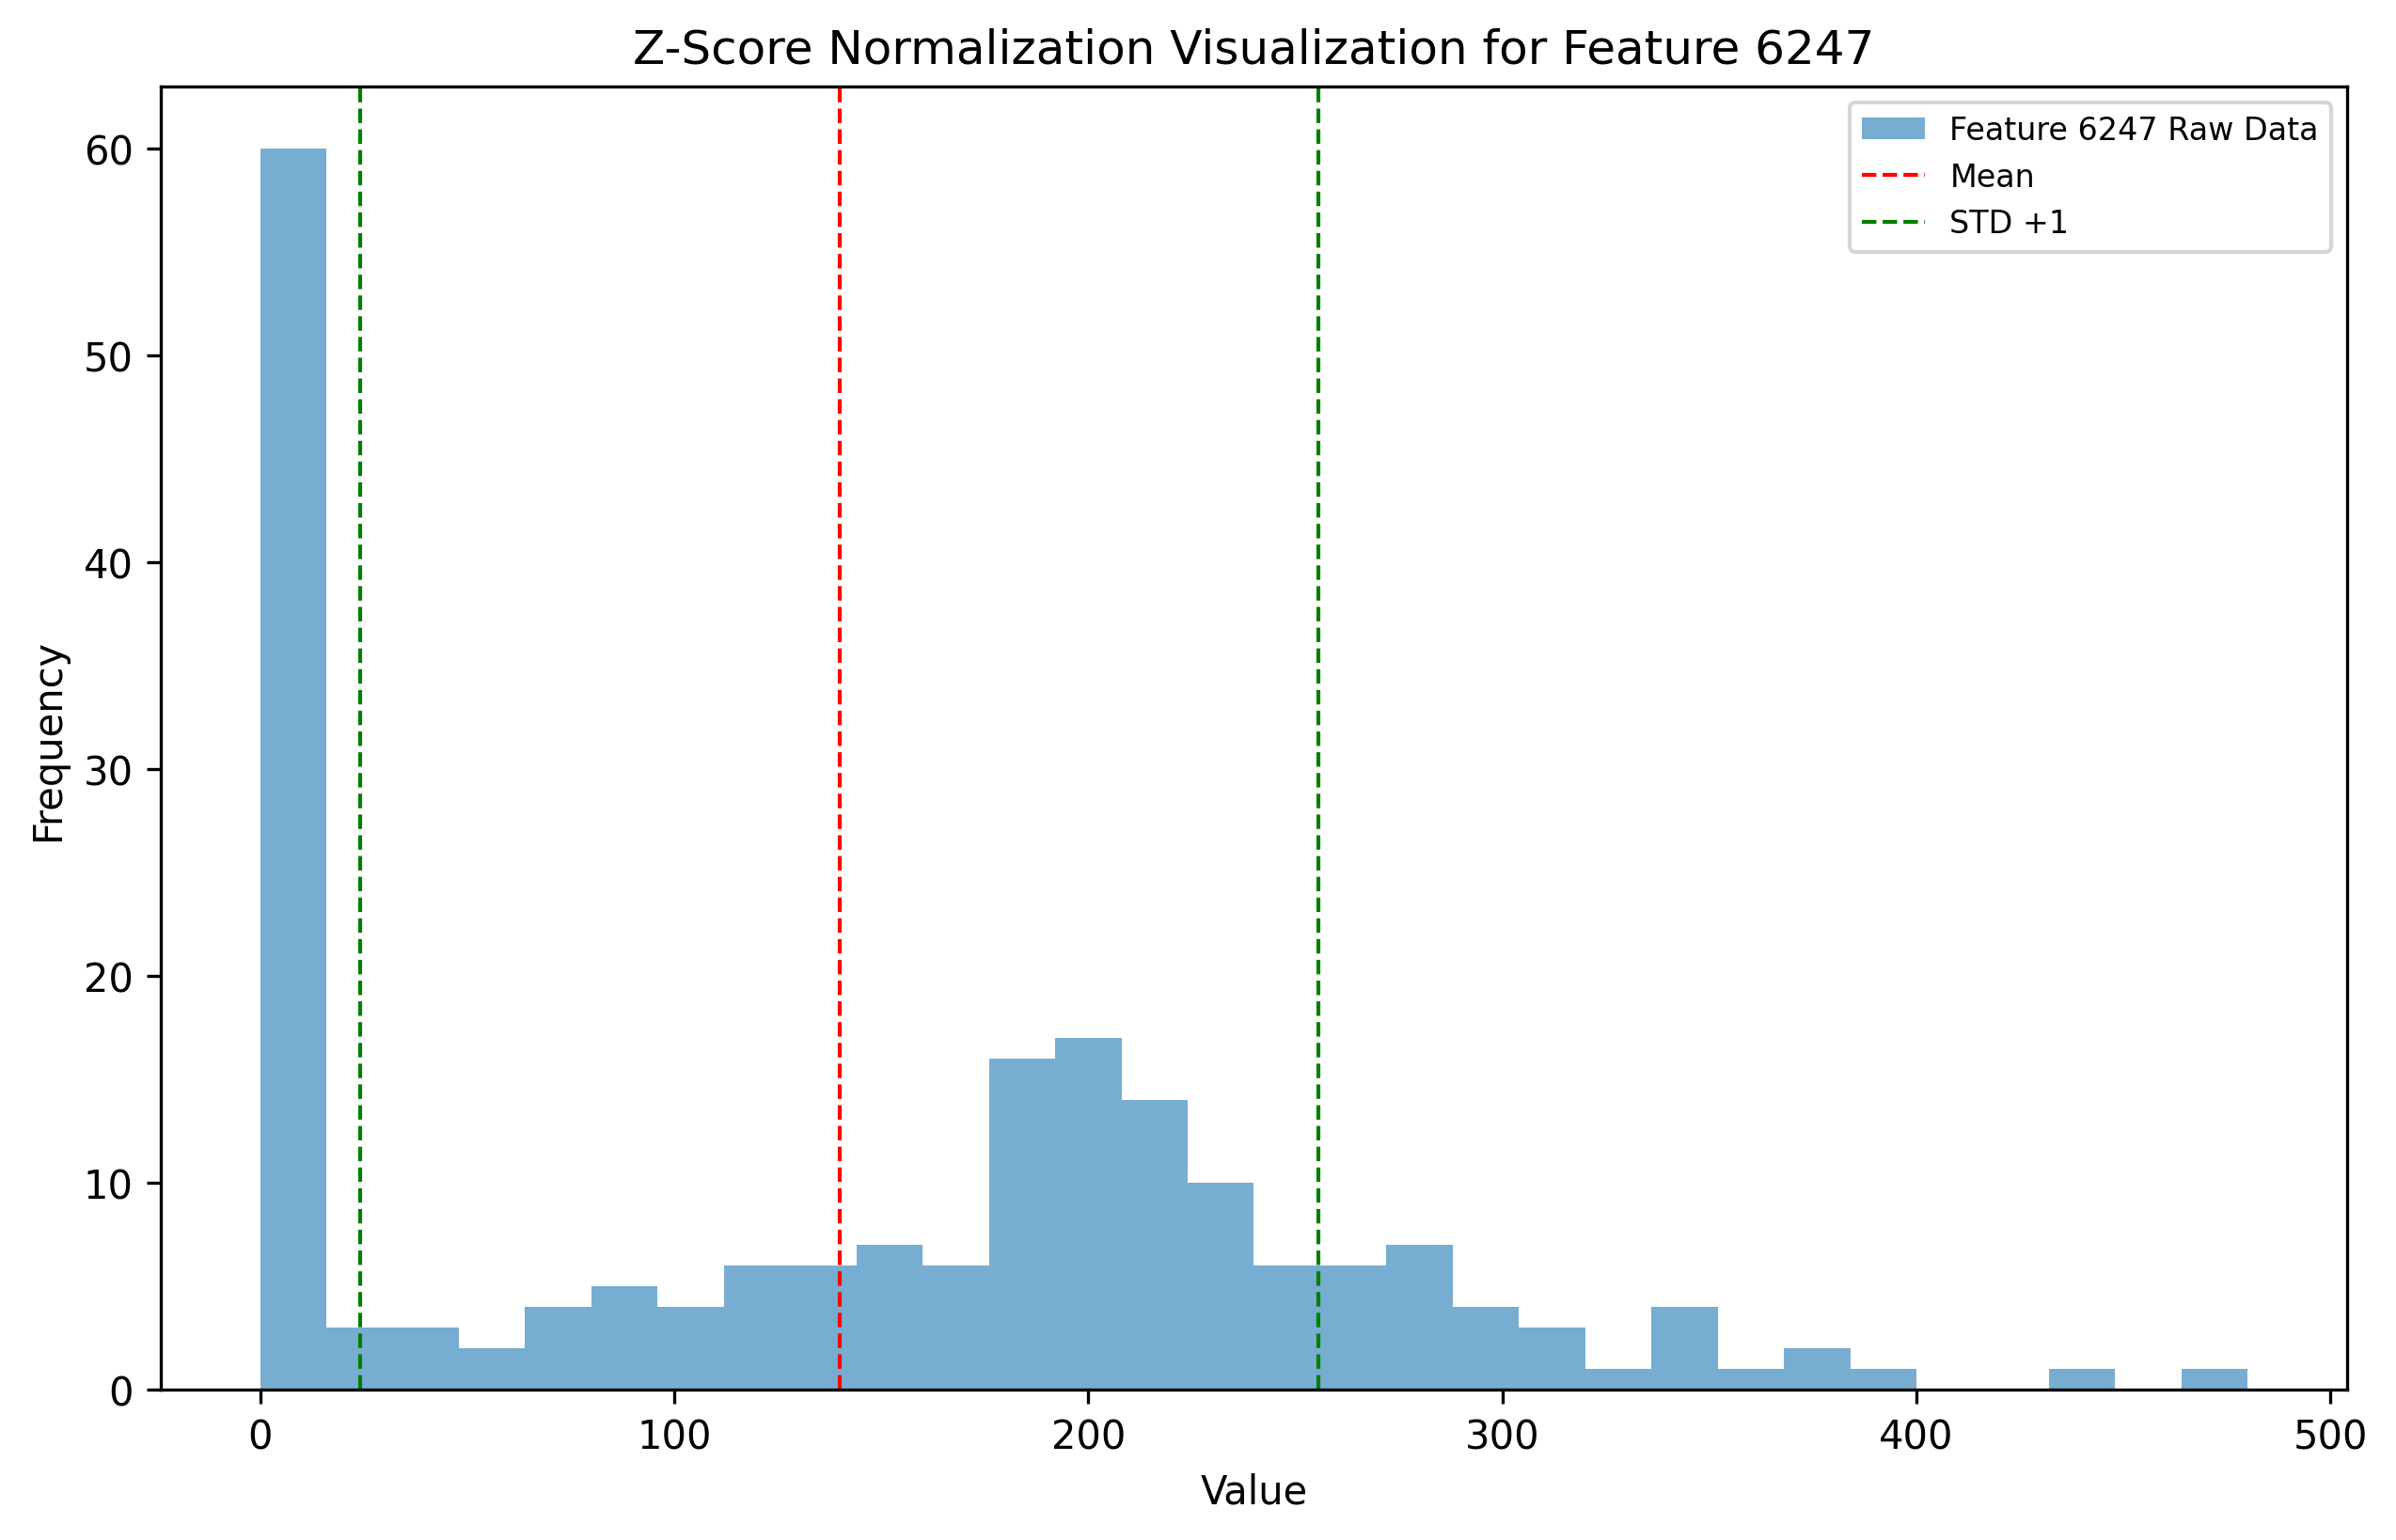 Z-Score Normalization Visualization for Feature 6247
Feature 6247 Raw Data
Mean
STD +1
60
50
40
30
20
10
0
Frequency
0 100 200 300 400 500
Value